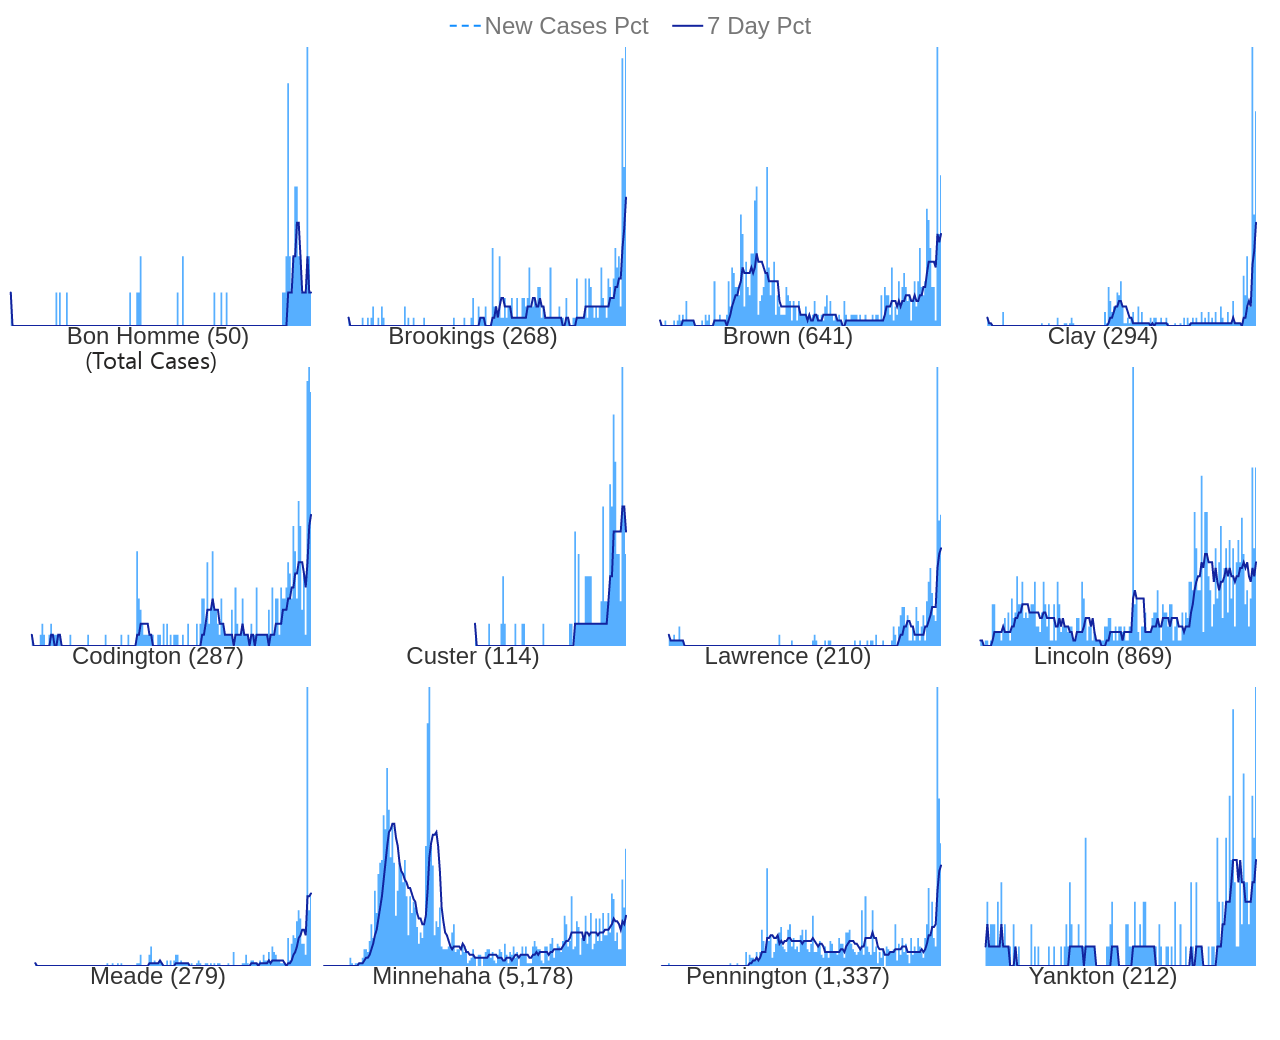 New Cases Pct 7 Day Pct
Bon Homme (50) Brookings (268) Brown (641) Clay (294)
(Total Cases)
Codington (287) Custer (114) Lawrence (210) Lincoln (869)
Meade (279) Minnehaha (5,178) Pennington (1,337) Yankton (212)